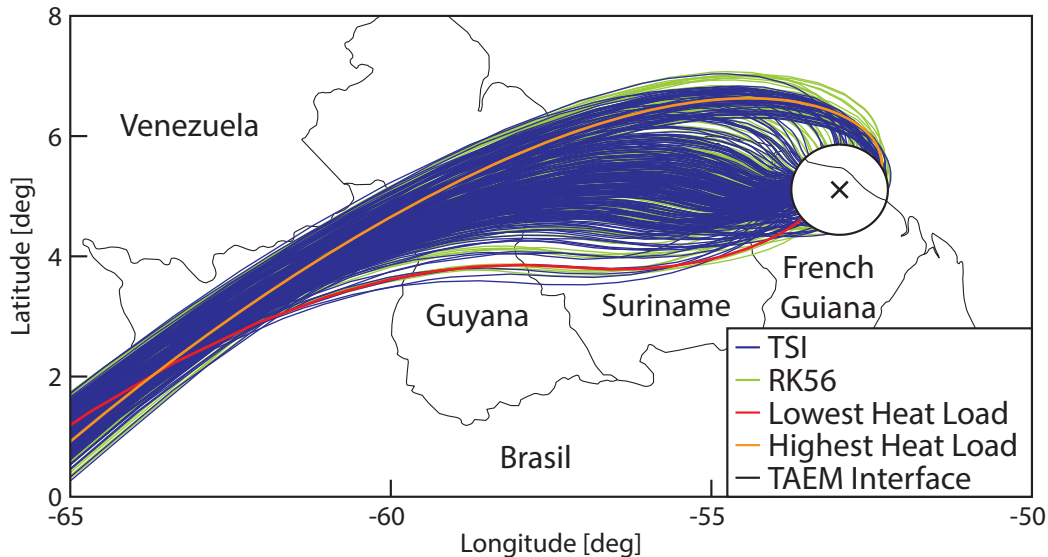 8
6
4
2
0
Latitude [deg]
Venezuela
Guyana
Suriname
French
Guiana
Brasil
TSI
RK56
Lowest Heat Load
Highest Heat Load
TAEM Interface
-65
-60
-55
-50
Longitude [deg]